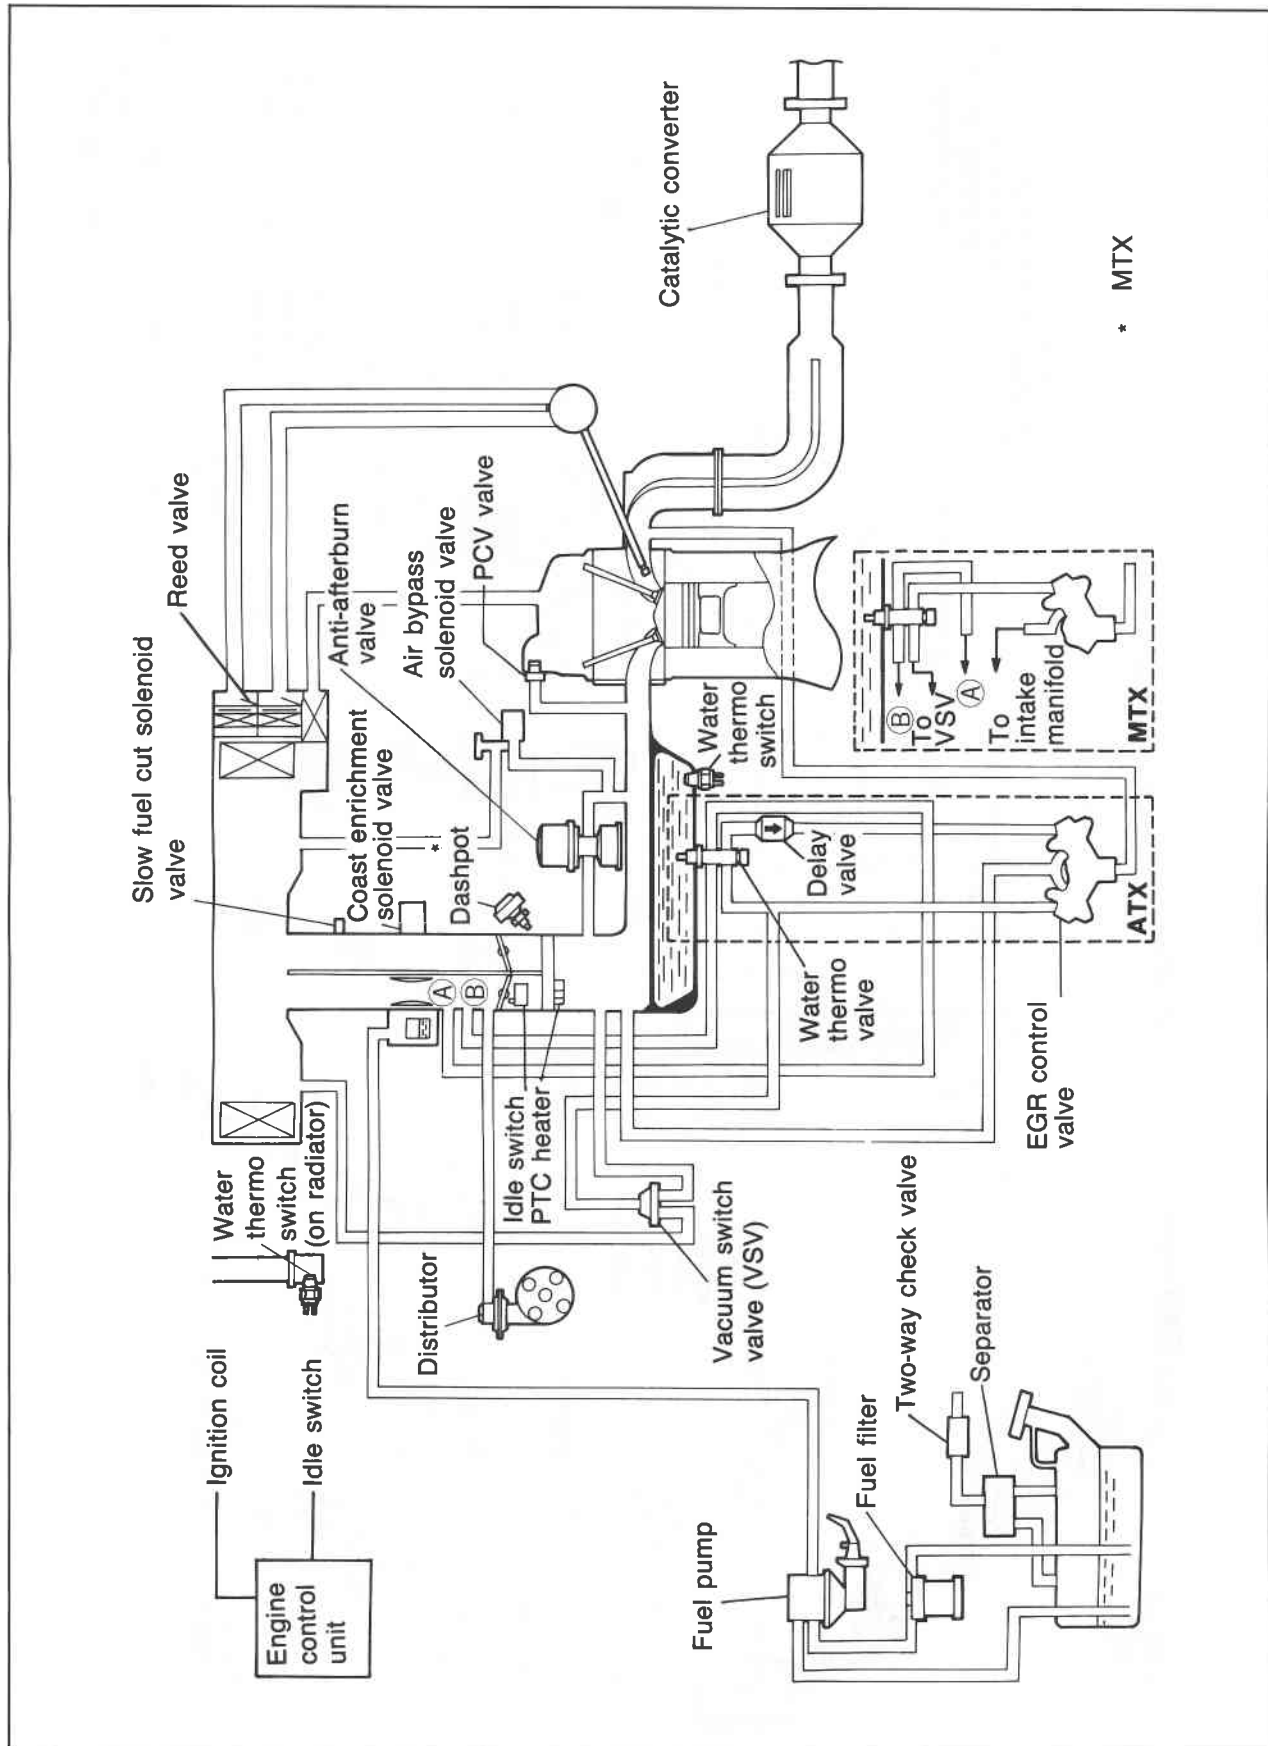 Ignition coil
Idle switch
Engine
control
unit
Water
thermo
switch
(on radiator)
Slow fuel cut solenoid
valve
Reed valve
Coast enrichment
solenoid valve
Anti-afterburn
valve
Air bypass
solenoid valve
PCV valve
* Dashpot
A
B
Idle switch
PTC heater
Distributor
Vacuum switch
valve (VSV)
Water
thermo
switch
Catalytic converter
Water
thermo
valve
Delay
valve
EGR control
valve
ATX
B
To
VSV
A
To
intake
manifold
MTX
* MTX
Fuel pump
Fuel filter
Two-way check valve
Separator